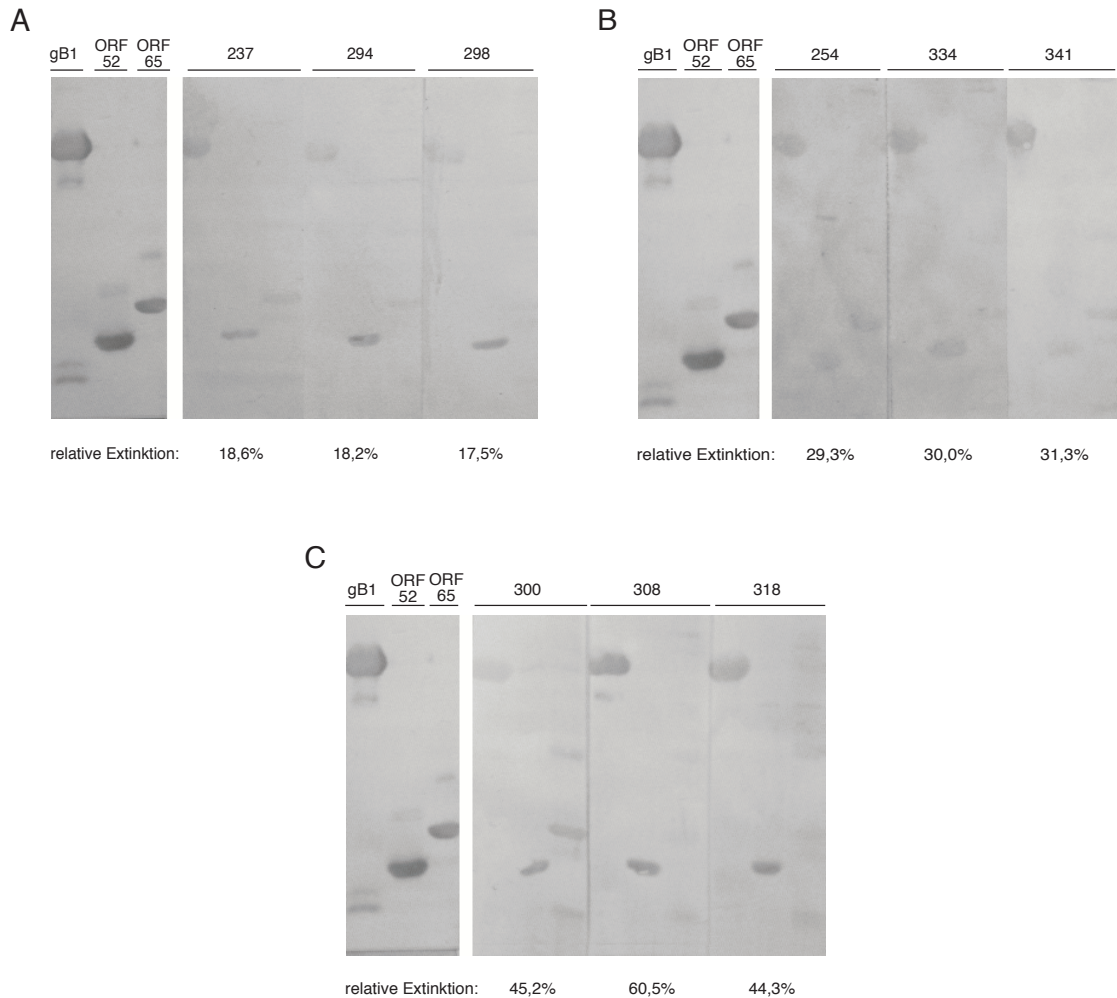 A
gB1 ORF 52 ORF 65 237 294 298
relative Extinktion: 18,6% 18,2% 17,5%
B
gB1 ORF 52 ORF 65 254 334 341
relative Extinktion: 29,3% 30,0% 31,3%
C
gB1 ORF 52 ORF 65 300 308 318
relative Extinktion: 45,2% 60,5% 44,3%